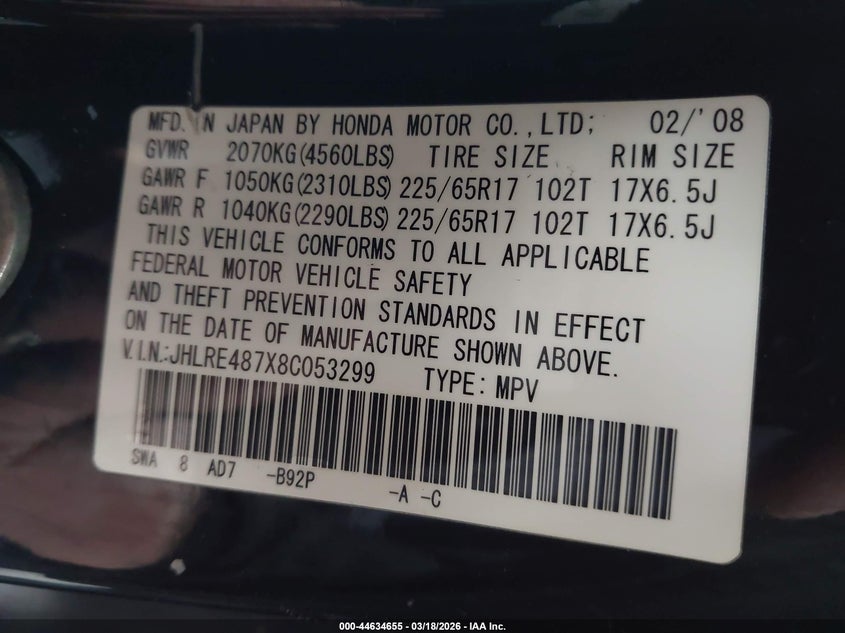 MFD. IN JAPAN BY HONDA MOTOR CO., LTD; 02/'08
GVWR 2070KG(4560LBS) TIRE SIZE RIM SIZE
GAWR F 1050KG(2310LBS) 225/65R17 102T 17X6.5J
GAWR R 1040KG(2290LBS) 225/65R17 102T 17X6.5J
THIS VEHICLE CONFORMS TO ALL APPLICABLE
FEDERAL MOTOR VEHICLE SAFETY
AND THEFT PREVENTION STANDARDS IN EFFECT
ON THE DATE OF MANUFACTURE SHOWN ABOVE.
V.I.N.:JHLRE487X8C053299 TYPE: MPV
SWA 8 AD7 -B92P -A -C
000-44634655 - 03/18/2026 - IAA Inc.